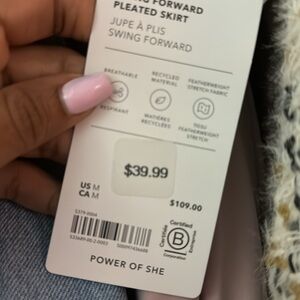 FORWARD
PLEATED SKIRT
JUPE À PLIS
SWING FORWARD
BREATHABLE
RECYCLED
MATERIAL
FEATHERWEIGHT
STRETCH FABRIC
RESPIRANT
MATIÈRES
RECYCLÉES
TISSU
FEATHERWEIGHT
STRETCH
$39.99
US M
CA M
$109.00
Certified
B
Corporation
POWER OF SHE